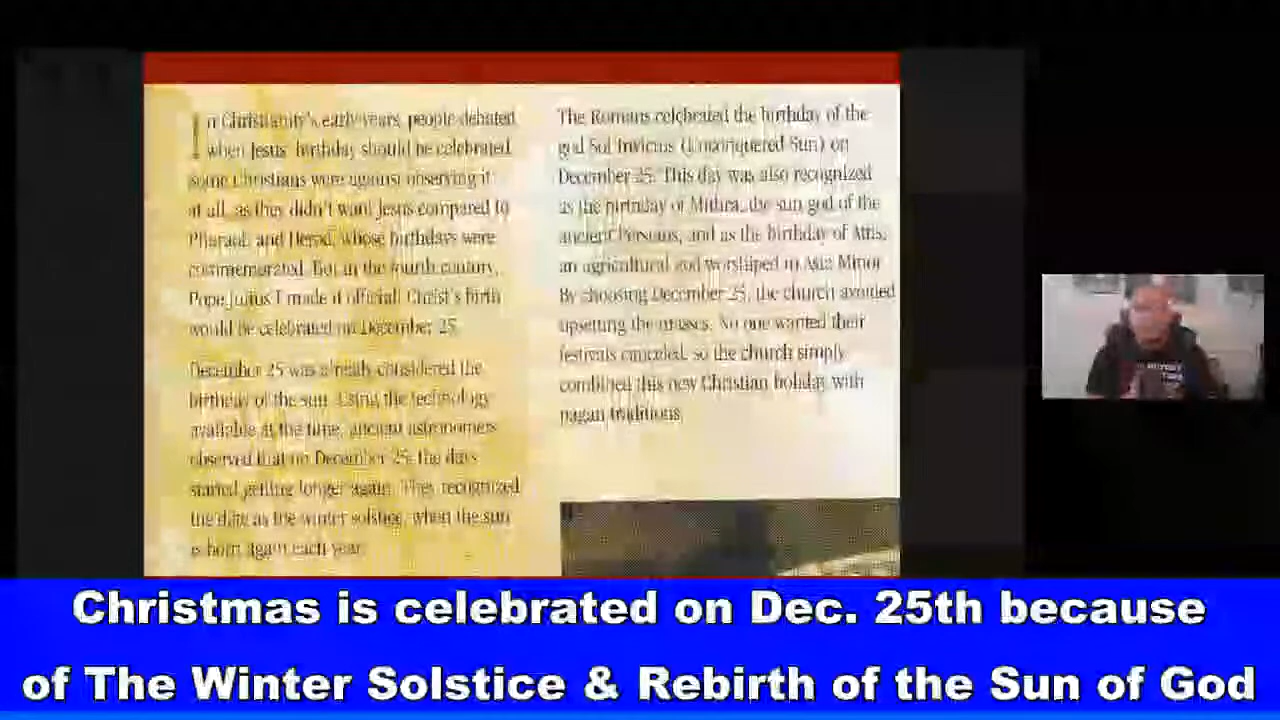 In Christianity's early years, people debated
when Jesus' birthday should be celebrated.
Some Christians were against observing it
at all, as they didn't want Jesus compared to
Pharaoh and Herod, whose birthdays were
commemorated. But in the fourth century,
Pope Julius I made it official: Christ's birth
would be celebrated on December 25.
December 25 was already considered the
birthday of the sun. Using the technology
available at the time, ancient astronomers
observed that on December 25, the days
started getting longer again. They recognized
the date as the winter solstice, when the sun
is born again each year.
The Romans celebrated the birthday of the
god Sol Invictus (Unconquered Sun) on
December 25. This day was also recognized
as the birthday of Mithra, the sun god of the
ancient Persians, and as the birthday of Attis,
an agricultural god worshiped in Asia Minor.
By choosing December 25, the church avoided
upsetting the masses. No one wanted their
festivals canceled, so the church simply
combined this new Christian holiday with
pagan traditions.
Christmas is celebrated on Dec. 25th because
of The Winter Solstice & Rebirth of the Sun of God